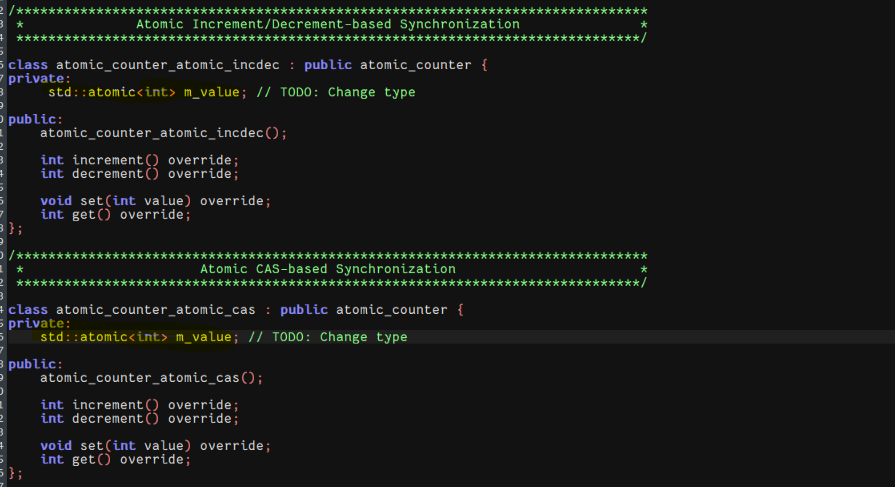 /******************************************************************************
 *              Atomic Increment/Decrement-based Synchronization               *
 ******************************************************************************/
class atomic_counter_atomic_incdec : public atomic_counter {
private:
     std::atomic<int> m_value; // TODO: Change type
public:
    atomic_counter_atomic_incdec();
    int increment() override;
    int decrement() override;
    void set(int value) override;
    int get() override;
};
/******************************************************************************
 *                      Atomic CAS-based Synchronization                       *
 ******************************************************************************/
class atomic_counter_atomic_cas : public atomic_counter {
private:
    std::atomic<int> m_value; // TODO: Change type
public:
    atomic_counter_atomic_cas();
    int increment() override;
    int decrement() override;
    void set(int value) override;
    int get() override;
};